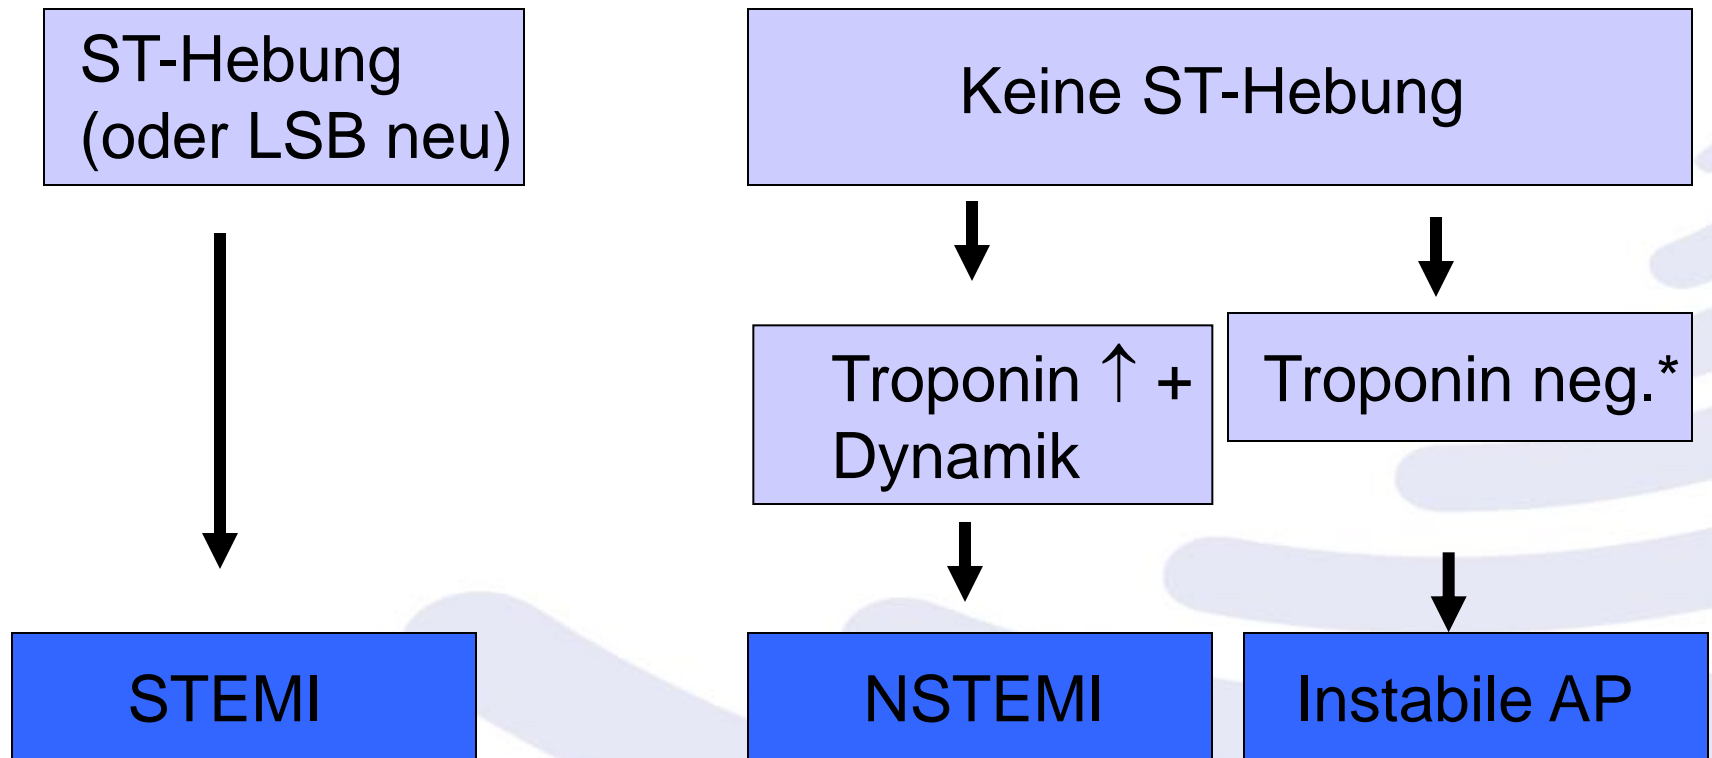 ST-Hebung
(oder LSB neu)
Keine ST-Hebung
Troponin ↑ +
Dynamik
Troponin neg.*
STEMI
NSTEMI
Instabile AP